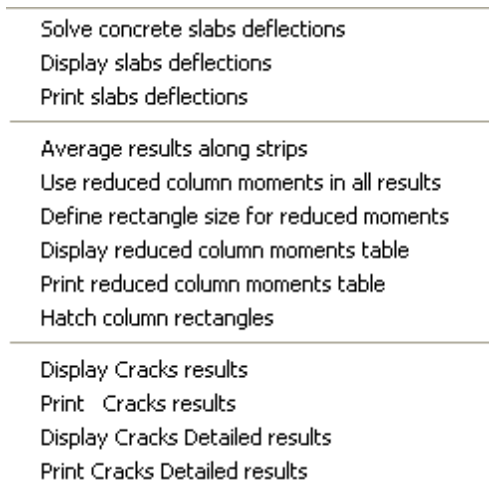 Solve concrete slabs deflections
Display slabs deflections
Print slabs deflections
Average results along strips
Use reduced column moments in all results
Define rectangle size for reduced moments
Display reduced column moments table
Print reduced column moments table
Hatch column rectangles
Display Cracks results
Print   Cracks results
Display Cracks Detailed results
Print Cracks Detailed results